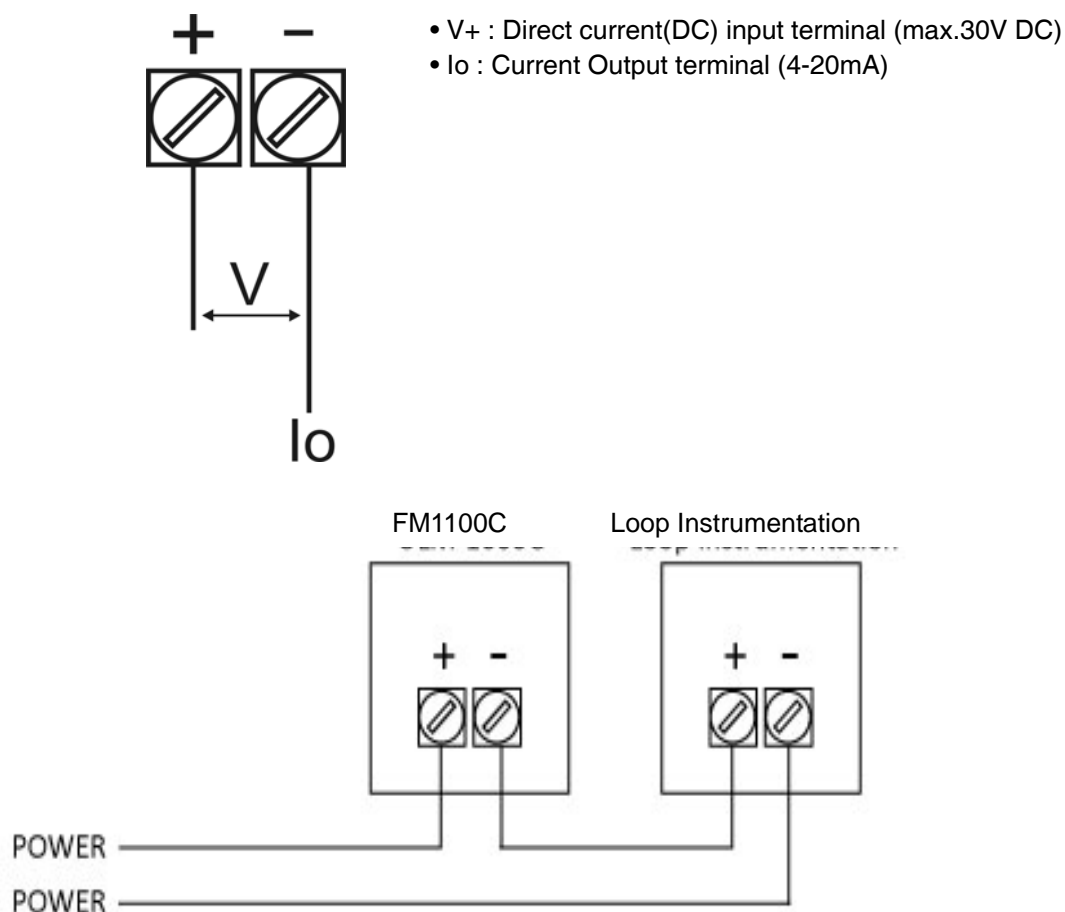 + -
• V+ : Direct current(DC) input terminal (max.30V DC)
• Io : Current Output terminal (4-20mA)
V
Io
FM1100C Loop Instrumentation
+ - + -
POWER
POWER